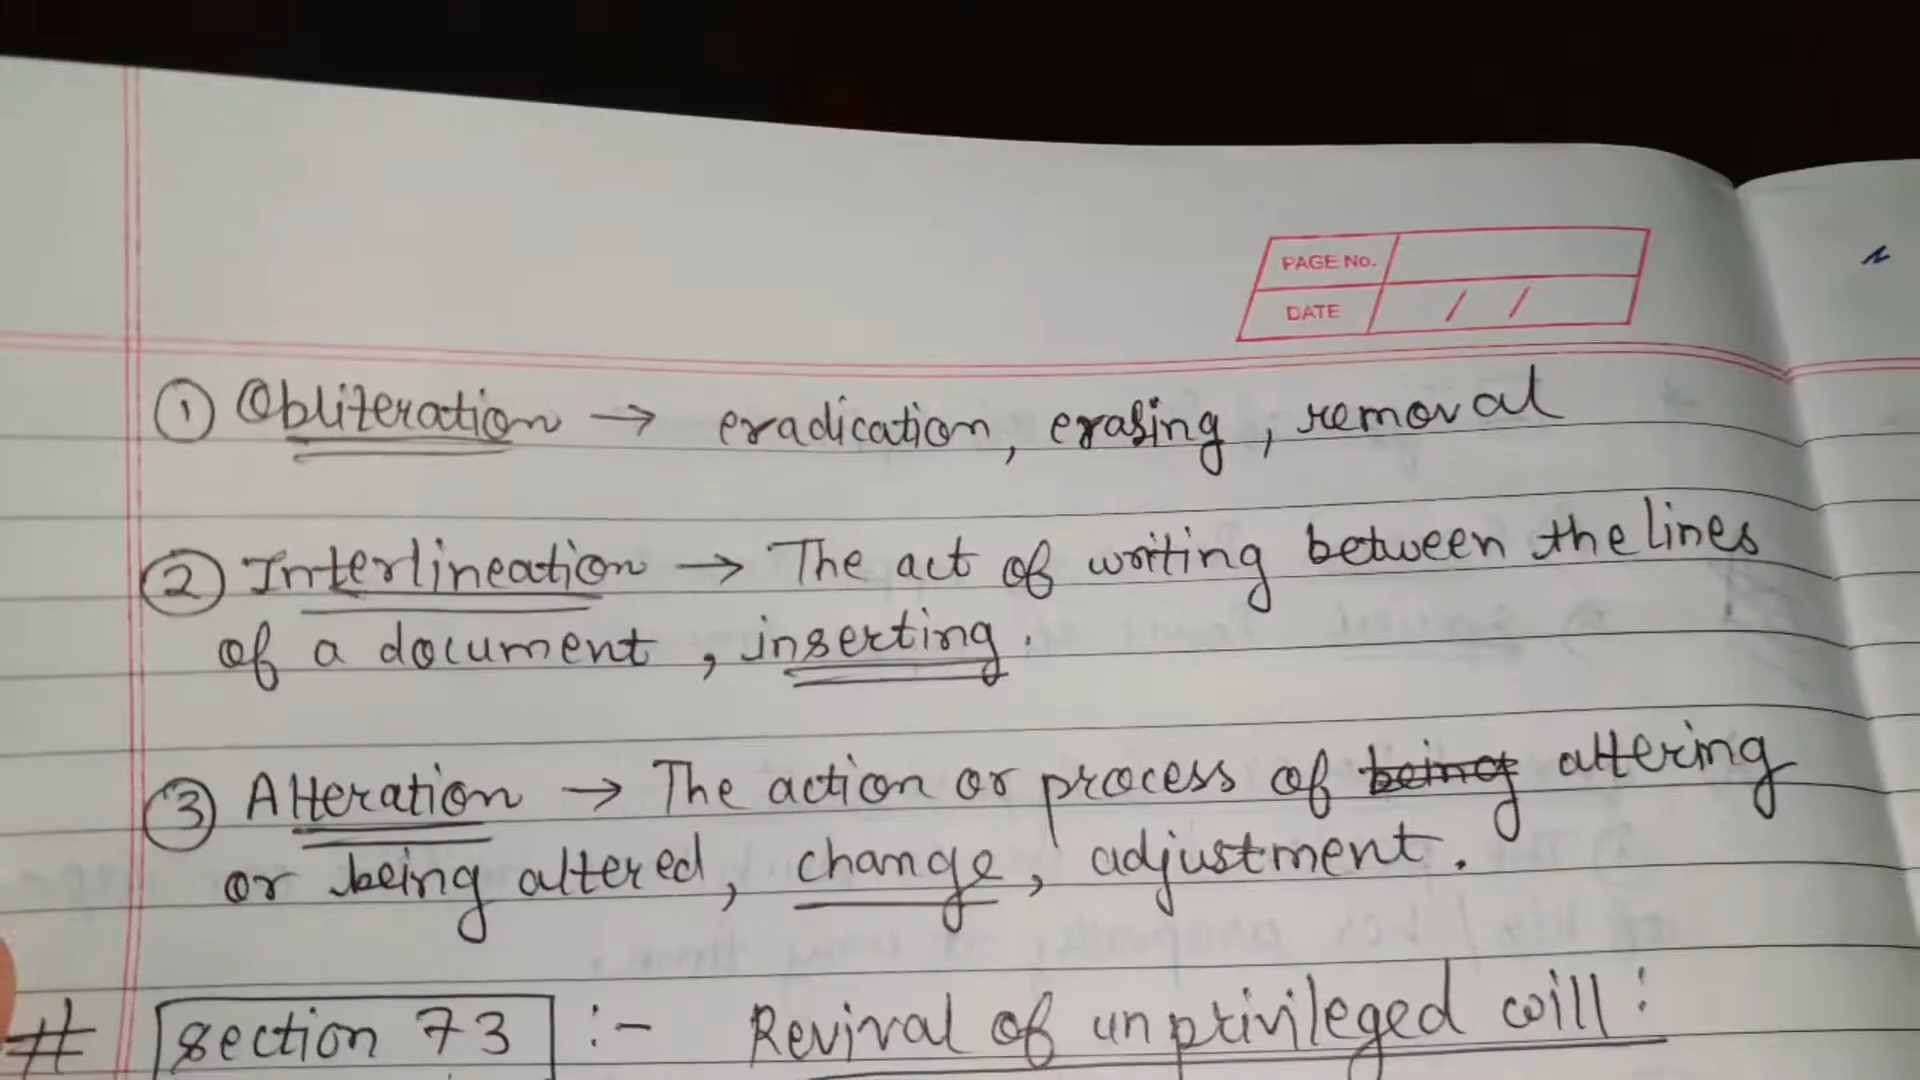 PAGE No.
DATE / /
① Obliteration → eradication, erasing, removal
② Interlineation → The act of writing between the lines
of a document, inserting.
③ Alteration → The action or process of being altering
or being altered, change, adjustment.
# section 73 :- Revival of unprivileged will :